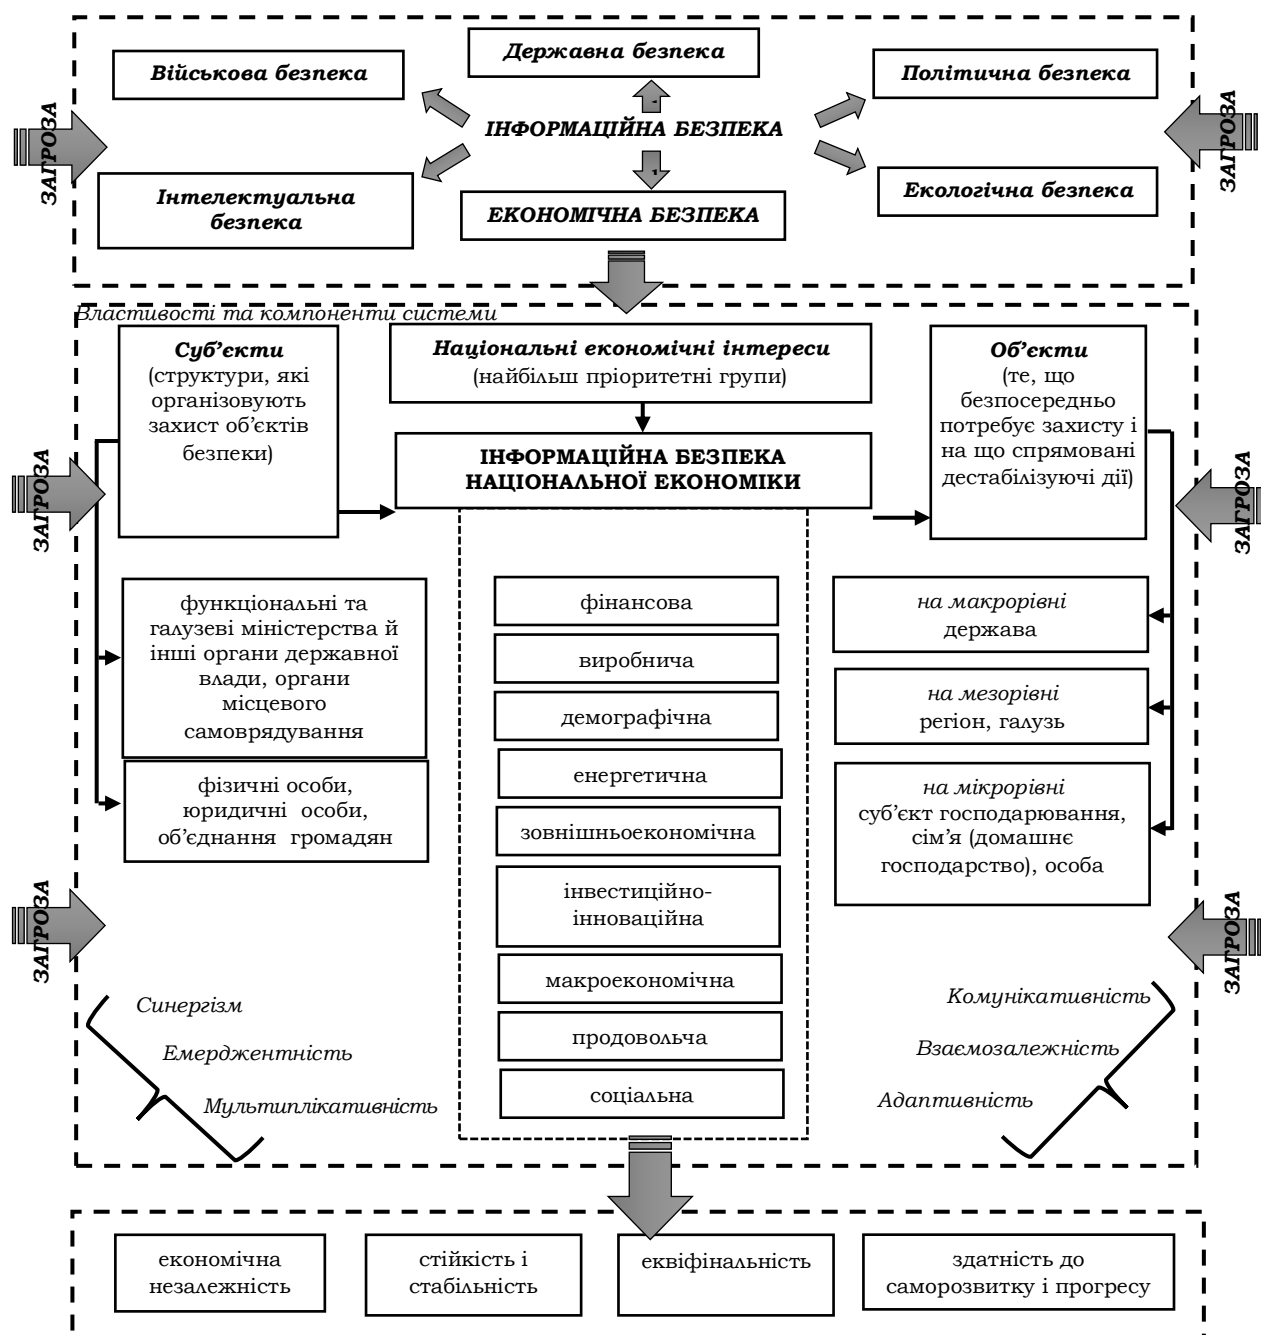 Державна безпека
Військова безпека
Політична безпека
ІНФОРМАЦІЙНА БЕЗПЕКА
Інтелектуальна
безпека
ЕКОНОМІЧНА БЕЗПЕКА
Екологічна безпека
ЗАГРОЗА
ЗАГРОЗА
Властивості та компоненти системи
Суб’єкти
(структури, які
організовують
захист об’єктів
безпеки)
Національні економічні інтереси
(найбільш пріоритетні групи)
ІНФОРМАЦІЙНА БЕЗПЕКА
НАЦІОНАЛЬНОЇ ЕКОНОМІКИ
Об’єкти
(те, що
безпосередньо
потребує захисту і
на що спрямовані
дестабілізуючі дії)
ЗАГРОЗА
ЗАГРОЗА
функціональні та
галузеві міністерства й
інші органи державної
влади, органи
місцевого
самоврядування
фізичні особи,
юридичні особи,
об’єднання громадян
фінансова
виробнича
демографічна
енергетична
зовнішньоекономічна
інвестиційно-
інноваційна
макроекономічна
продовольча
соціальна
на макрорівні
держава
на мезорівні
регіон, галузь
на мікрорівні
суб’єкт господарювання,
сім’я (домашнє
господарство), особа
ЗАГРОЗА
ЗАГРОЗА
Синергізм
Емерджентність
Мультиплікативність
Комунікативність
Взаємозалежність
Адаптивність
економічна
незалежність
стійкість і
стабільність
еквіфінальність
здатність до
саморозвитку і прогресу